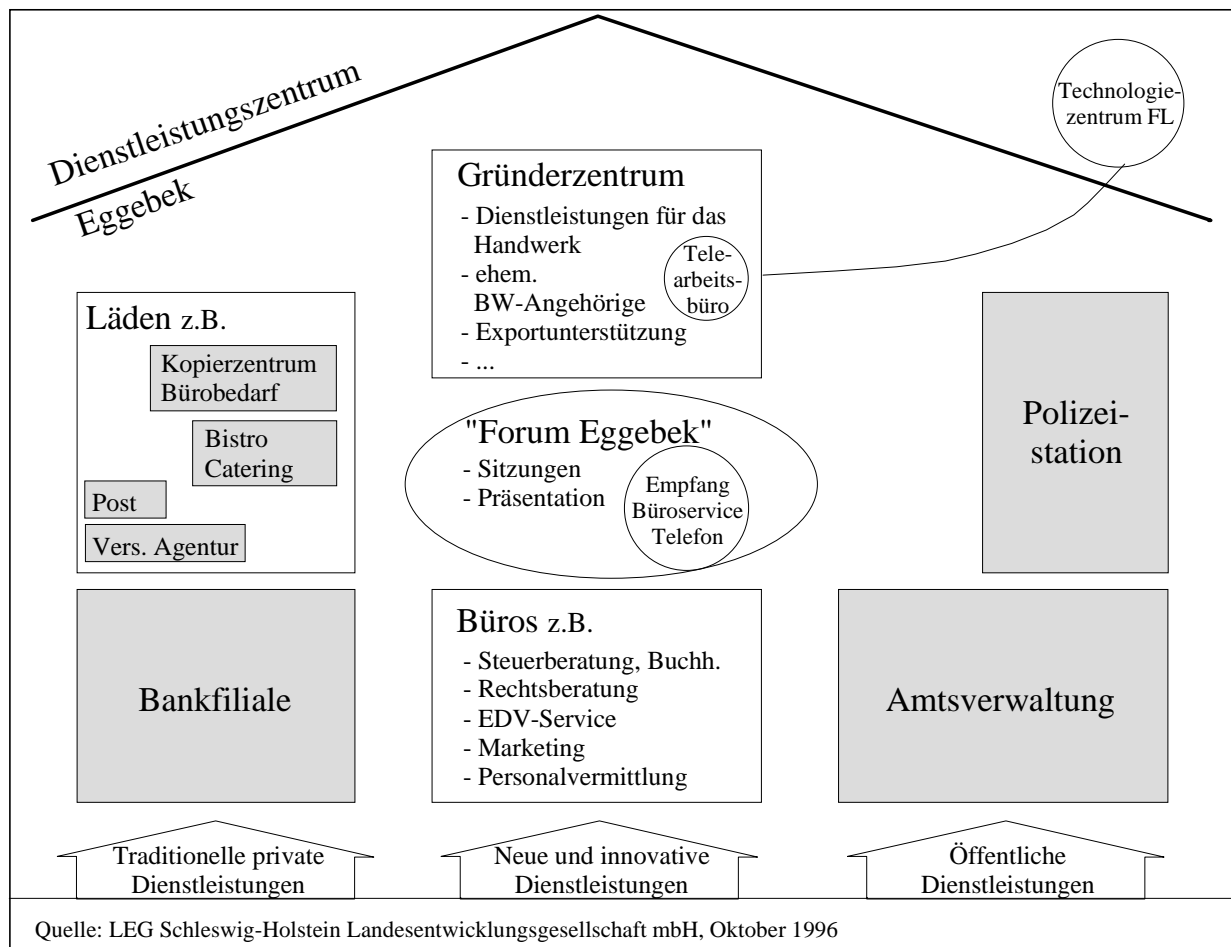 Dienstleistungszentrum
Eggebek
Technologie-
zentrum FL
Gründerzentrum
- Dienstleistungen für das
Handwerk
- ehem.
BW-Angehörige
- Exportunterstützung
- ...
Tele-
arbeits-
büro
Läden z.B.
Kopierzentrum
Bürobedarf
Bistro
Catering
Post
Vers. Agentur
"Forum Eggebek"
- Sitzungen
- Präsentation
Empfang
Büroservice
Telefon
Polizei-
station
Bankfiliale
Büros z.B.
- Steuerberatung, Buchh.
- Rechtsberatung
- EDV-Service
- Marketing
- Personalvermittlung
Amtsverwaltung
Traditionelle private
Dienstleistungen
Neue und innovative
Dienstleistungen
Öffentliche
Dienstleistungen
Quelle: LEG Schleswig-Holstein Landesentwicklungsgesellschaft mbH, Oktober 1996